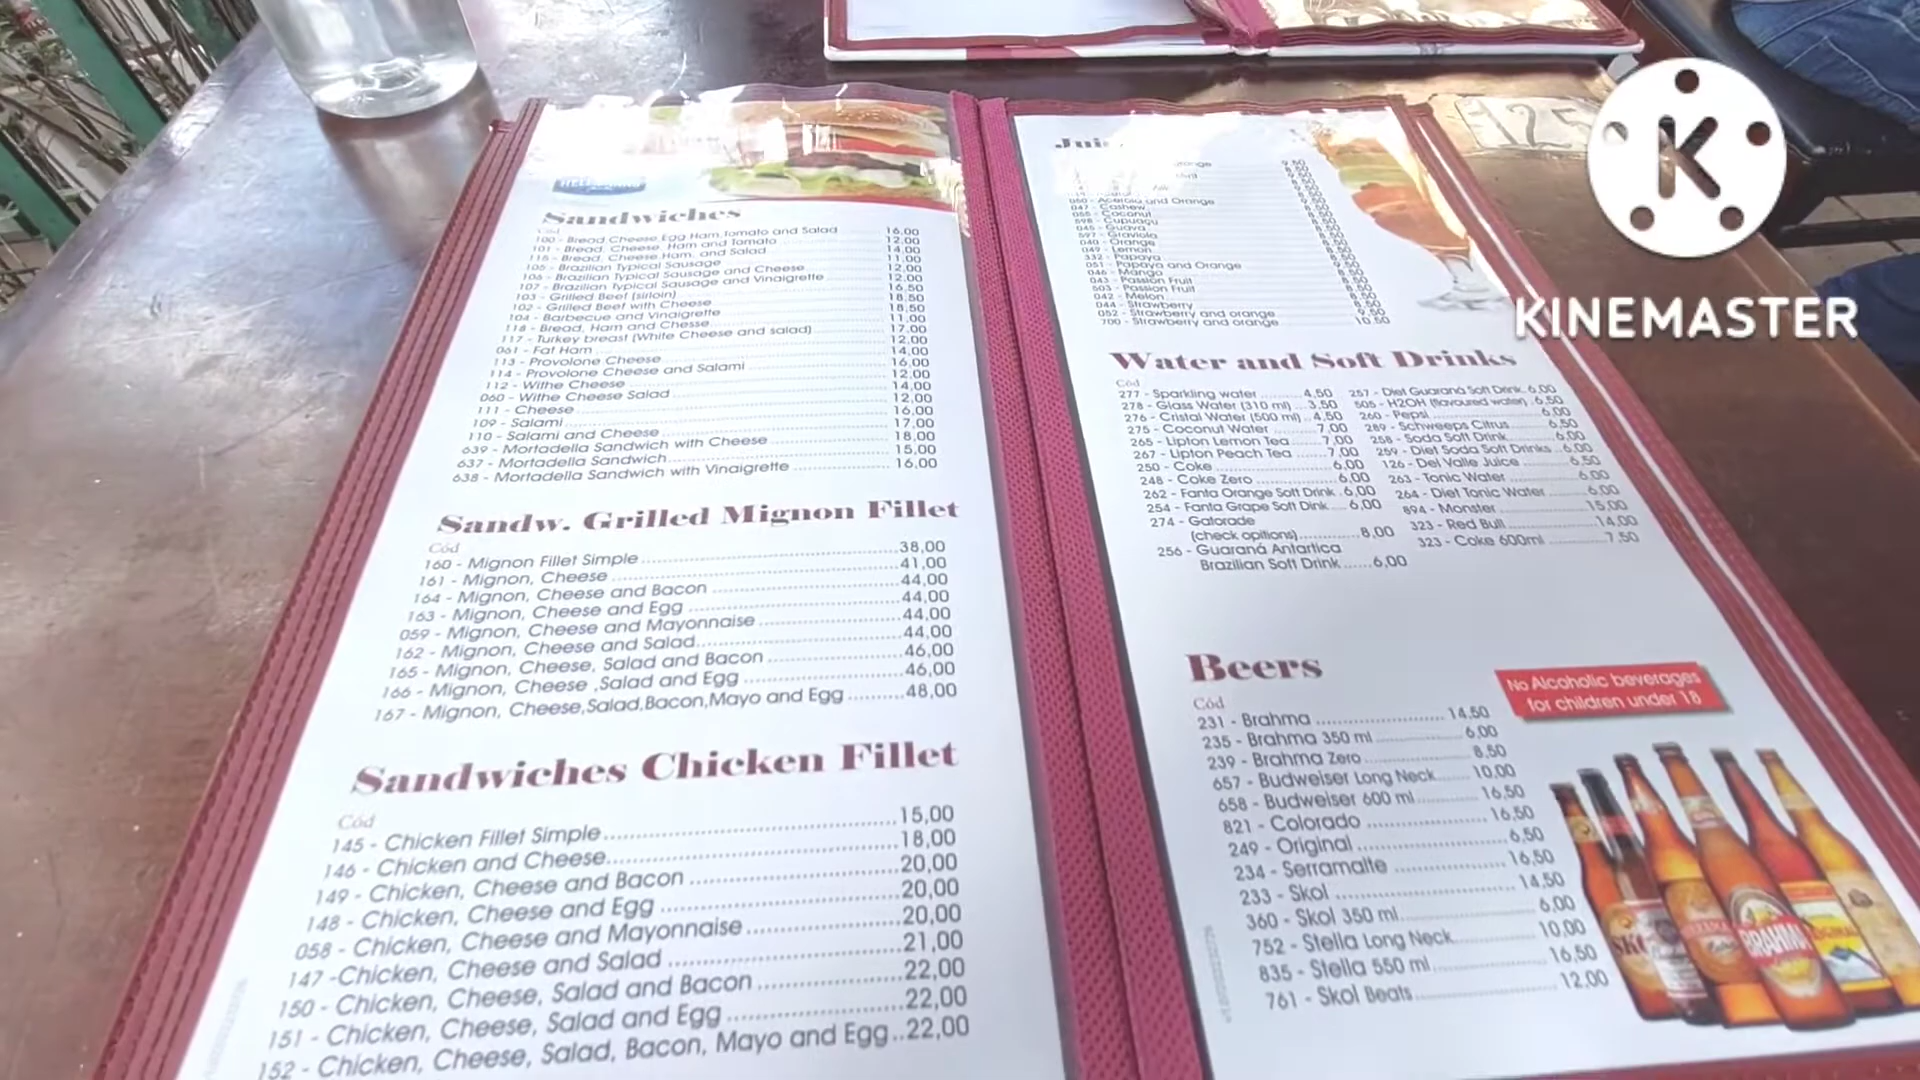 125
K
KINEMASTER
Sandwiches
Cód
100 - Bread Cheese, Egg Ham, Tomato and Salad 16,00
101 - Bread, Cheese, Ham and Tomato 12,00
115 - Bread, Cheese, Ham, and Salad 14,00
105 - Brazilian Typical Sausage 11,00
106 - Brazilian Typical Sausage and Cheese 12,00
107 - Brazilian Typical Sausage and Vinaigrette 12,00
103 - Grilled Beef (sirloin) 16,50
102 - Grilled Beef with Cheese 18,50
104 - Barbecue and Vinaigrette 18,50
118 - Bread, Ham and Chesse 11,00
117 - Turkey breast (White Cheese and salad) 17,00
061 - Fat Ham 12,00
113 - Provolone Cheese 14,00
114 - Provolone Cheese and Salami 16,00
112 - Withe Cheese 12,00
060 - Withe Cheese Salad 14,00
111 - Cheese 12,00
109 - Salami 16,00
110 - Salami and Cheese 17,00
639 - Mortadella Sandwich with Cheese 18,00
637 - Mortadella Sandwich 15,00
638 - Mortadella Sandwich with Vinaigrette 16,00
Sandw. Grilled Mignon Fillet
Cód
160 - Mignon Fillet Simple 38,00
161 - Mignon, Cheese 41,00
164 - Mignon, Cheese and Bacon 44,00
163 - Mignon, Cheese and Egg 44,00
059 - Mignon, Cheese and Mayonnaise 44,00
162 - Mignon, Cheese and Salad 44,00
165 - Mignon, Cheese, Salad and Bacon 46,00
166 - Mignon, Cheese ,Salad and Egg 46,00
167 - Mignon, Cheese,Salad,Bacon,Mayo and Egg 48,00
Sandwiches Chicken Fillet
Cód
145 - Chicken Fillet Simple 15,00
146 - Chicken and Cheese 18,00
149 - Chicken, Cheese and Bacon 20,00
148 - Chicken, Cheese and Egg 20,00
058 - Chicken, Cheese and Mayonnaise 20,00
147 -Chicken, Cheese and Salad 21,00
150 - Chicken, Cheese, Salad and Bacon 22,00
151 - Chicken, Cheese, Salad and Egg 22,00
152 - Chicken, Cheese, Salad, Bacon, Mayo and Egg 22,00
050 - Acerola and Orange
047 - Cashew
055 - Coconut
598 - Cupuaçu
045 - Guava
597 - Graviola
040 - Orange
049 - Lemon
332 - Papaya
051 - Papaya and Orange
046 - Mango
043 - Passion Fruit
503 - Passion Fruit
042 - Melon
044 - Strawberry 8,50
052 - Strawberry and orange 9,50
700 - Strawberry and orange 10,50
Water and Soft Drinks
Cód
277 - Sparkling water 4,50
278 - Glass Water (310 ml) 3,50
276 - Cristal Water (500 ml) 4,50
275 - Coconut Water 7,00
265 - Lipton Lemon Tea 7,00
267 - Lipton Peach Tea 7,00
250 - Coke 6,00
248 - Coke Zero 6,00
262 - Fanta Orange Soft Drink 6,00
254 - Fanta Grape Soft Dink 6,00
274 - Gatorade
(check opitions) 8,00
256 - Guaraná Antartica
Brazilian Soft Drink 6,00
257 - Diet Guaraná Soft Drink 6,00
505 - H2OH (flavoured water) 6,50
260 - Pepsi 6,00
289 - Schweeps Citrus 6,50
258 - Soda Soft Drink 6,00
259 - Diet Soda Soft Drinks 6,00
126 - Del Valle Juice 6,50
263 - Tonic Water 6,00
264 - Diet Tonic Water 6,00
894 - Monster 15,00
323 - Red Bull 14,00
323 - Coke 600ml 7,50
Beers
Cód
231 - Brahma 14,50
235 - Brahma 350 ml 6,00
239 - Brahma Zero 8,50
657 - Budweiser Long Neck 10,00
658 - Budweiser 600 ml 16,50
821 - Colorado 16,50
249 - Original 6,50
234 - Serramalte 16,50
233 - Skol 14,50
360 - Skol 350 ml 6,00
752 - Stella Long Neck 10,00
835 - Stella 550 ml 16,50
761 - Skol Beats 12,00
No Alcoholic beverages
for children under 18
BRAHMA